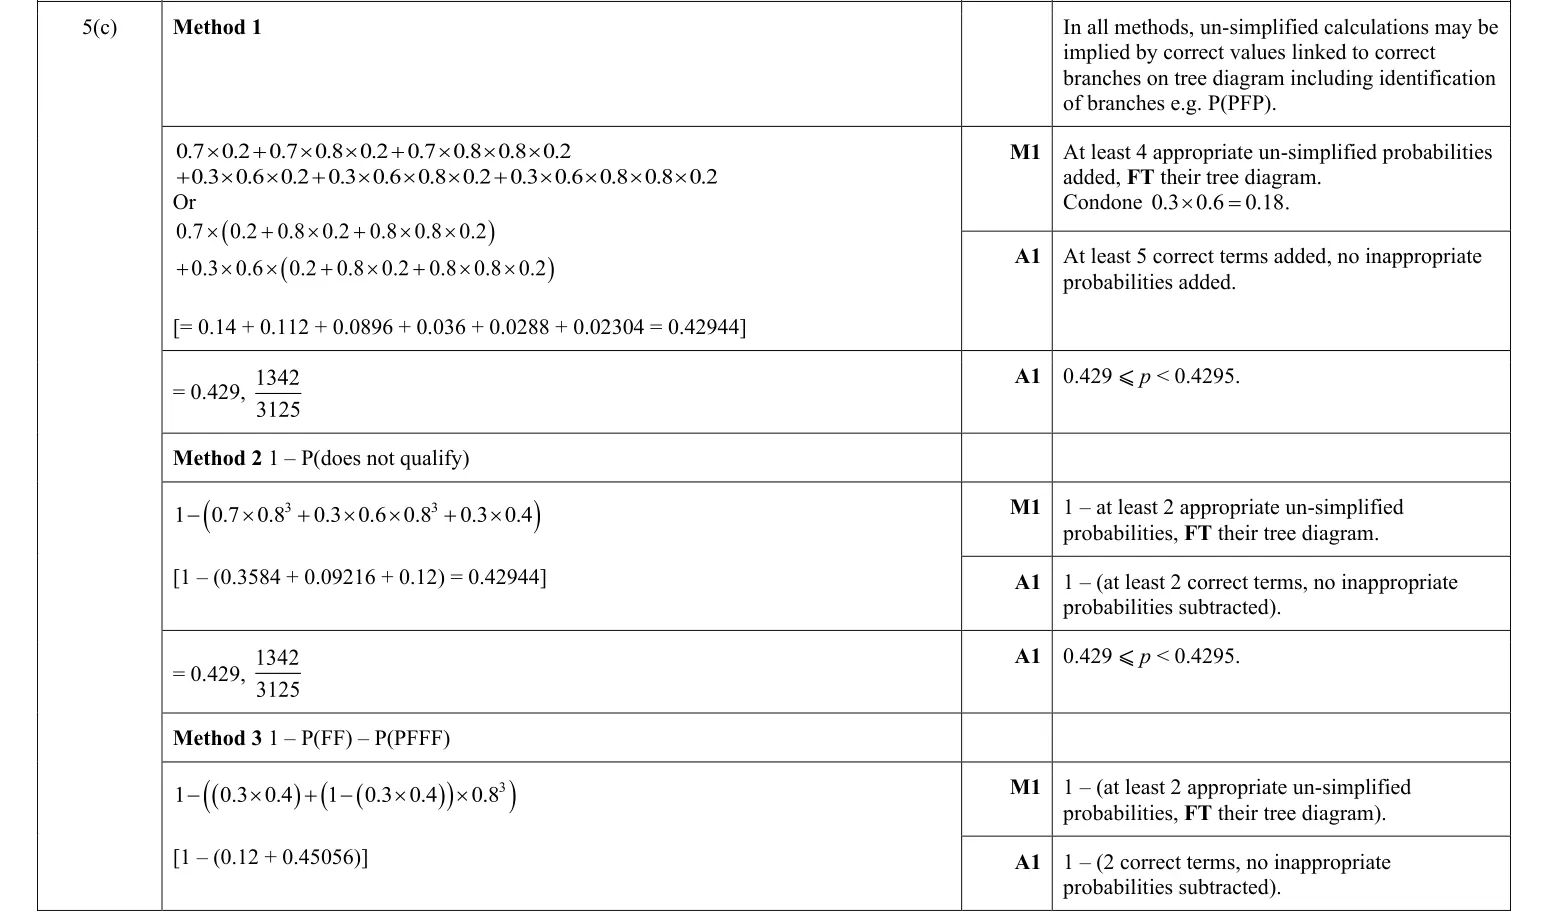 5(c)
Method 1
In all methods, un-simplified calculations may be
implied by correct values linked to correct
branches on tree diagram including identification
of branches e.g. P(PFP).
0.7×0.2+0.7×0.8×0.2+0.7×0.8×0.8×0.2
+0.3×0.6×0.2+0.3×0.6×0.8×0.2+0.3×0.6×0.8×0.8×0.2
Or
0.7×(0.2+0.8×0.2+0.8×0.8×0.2)
+0.3×0.6×(0.2+0.8×0.2+0.8×0.8×0.2)
[= 0.14 + 0.112 + 0.0896 + 0.036 + 0.0288 + 0.02304 = 0.42944]
M1
At least 4 appropriate un-simplified probabilities
added, FT their tree diagram.
Condone 0.3×0.6=0.18.
A1
At least 5 correct terms added, no inappropriate
probabilities added.
= 0.429, 1342/3125
A1
0.429 ⩽ p < 0.4295.
Method 2 1 – P(does not qualify)
1−(0.7×0.8³+0.3×0.6×0.8³+0.3×0.4)
[1 – (0.3584 + 0.09216 + 0.12) = 0.42944]
M1
1 – at least 2 appropriate un-simplified
probabilities, FT their tree diagram.
A1
1 – (at least 2 correct terms, no inappropriate
probabilities subtracted).
= 0.429, 1342/3125
A1
0.429 ⩽ p < 0.4295.
Method 3 1 – P(FF) – P(PFFF)
1−((0.3×0.4)+(1−(0.3×0.4))×0.8³)
[1 – (0.12 + 0.45056)]
M1
1 – (at least 2 appropriate un-simplified
probabilities, FT their tree diagram).
A1
1 – (2 correct terms, no inappropriate
probabilities subtracted).